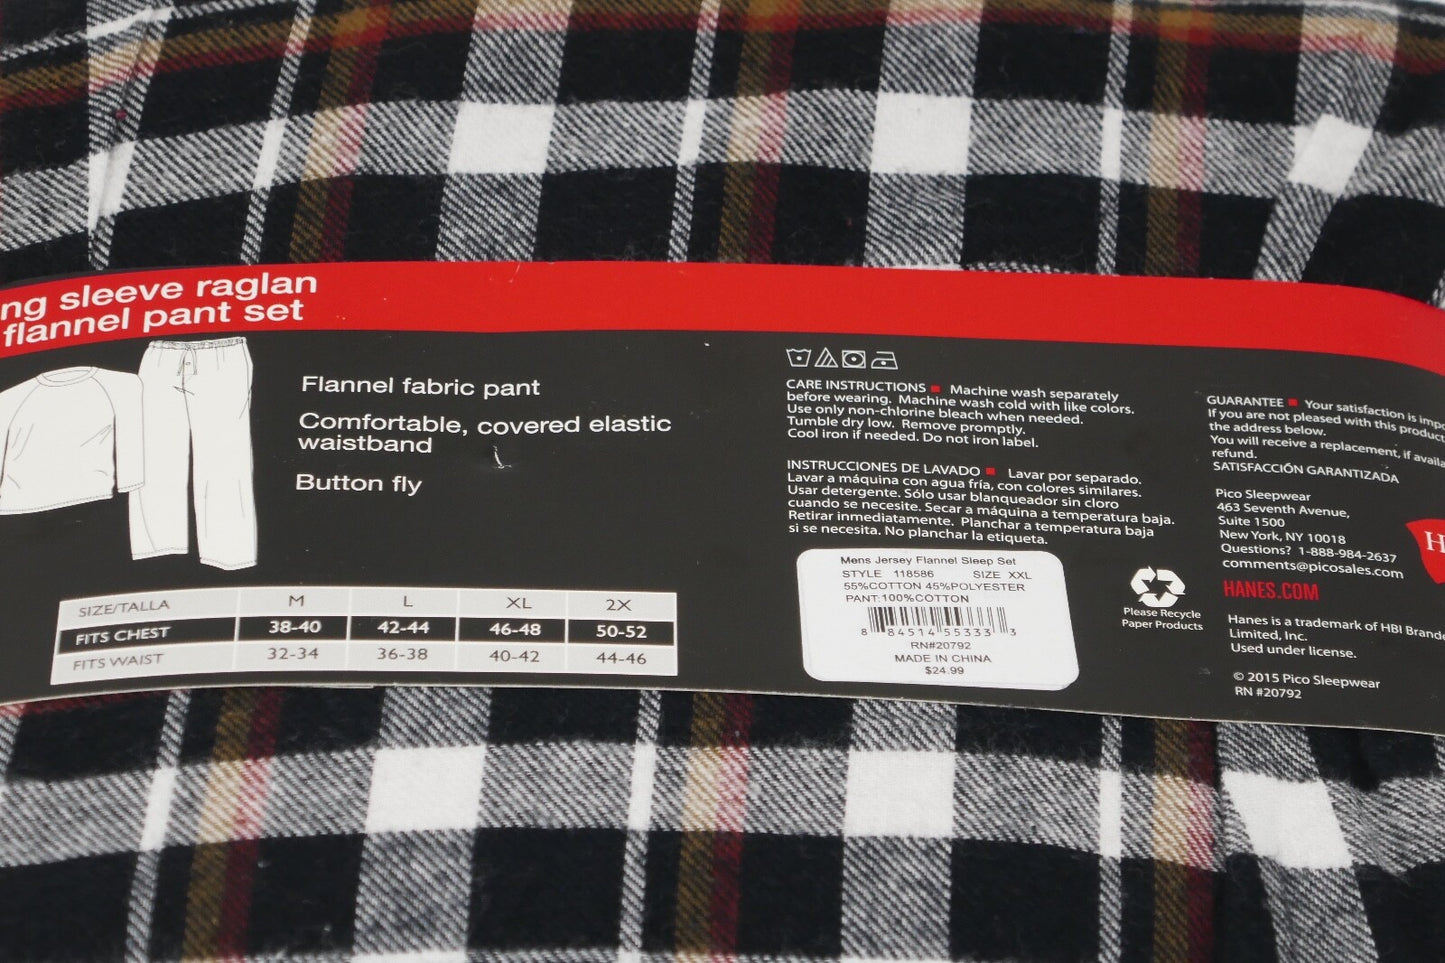 ng sleeve raglan
flannel pant set
Flannel fabric pant
Comfortable, covered elastic
waistband
Button fly
SIZE/TALLA M L XL 2X
FITS CHEST 38-40 42-44 46-48 50-52
FITS WAIST 32-34 36-38 40-42 44-46
CARE INSTRUCTIONS ■ Machine wash separately
before wearing. Machine wash cold with like colors.
Use only non-chlorine bleach when needed.
Tumble dry low. Remove promptly.
Cool iron if needed. Do not iron label.
INSTRUCCIONES DE LAVADO ■ Lavar por separado.
Lavar a máquina con agua fría, con colores similares.
Usar detergente. Sólo usar blanqueador sin cloro
cuando se necesite. Secar a máquina a temperatura baja.
Retirar inmediatamente. Planchar a temperatura baja
si se necesita. No planchar la etiqueta.
Mens Jersey Flannel Sleep Set
STYLE 118586 SIZE XXL
55%COTTON 45%POLYESTER
PANT:100%COTTON
8 84514 55333 3
RN#20792
MADE IN CHINA
$24.99
Please Recycle
Paper Products
GUARANTEE ■ Your satisfaction is impo
If you are not pleased with this product
the address below.
You will receive a replacement, if availa
refund.
SATISFACCIÓN GARANTIZADA
Pico Sleepwear
463 Seventh Avenue,
Suite 1500
New York, NY 10018
Questions? 1-888-984-2637
comments@picosales.com
HANES.COM
H
Hanes is a trademark of HBI Brande
Limited, Inc.
Used under license.
© 2015 Pico Sleepwear
RN #20792